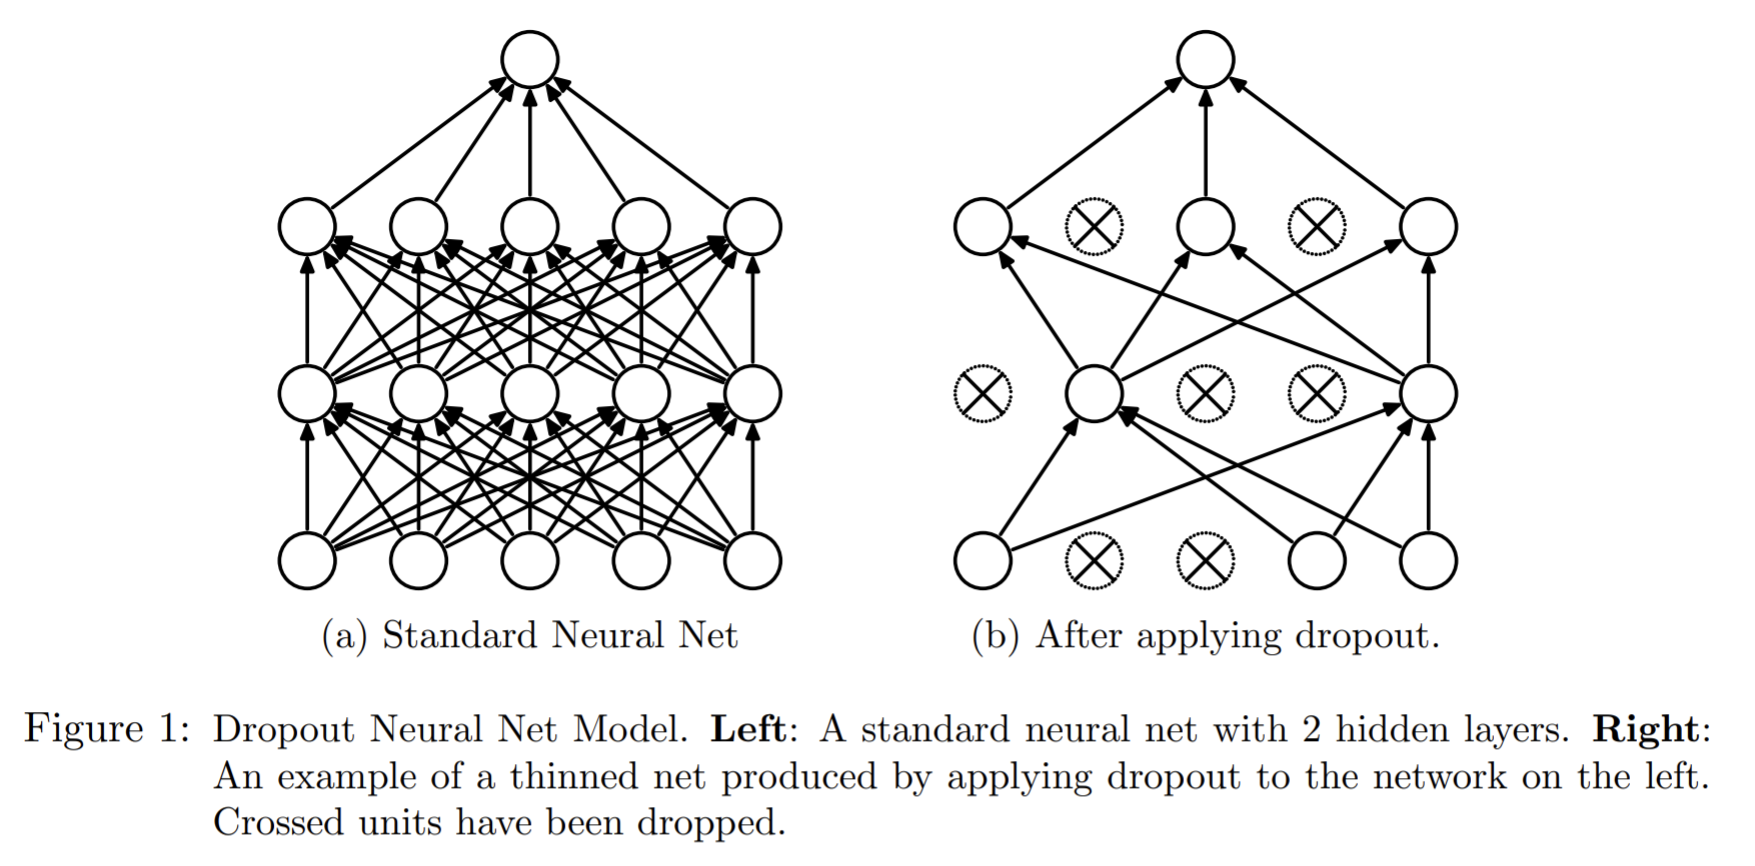 (a) Standard Neural Net
(b) After applying dropout.
Figure 1: Dropout Neural Net Model. Left: A standard neural net with 2 hidden layers. Right:
An example of a thinned net produced by applying dropout to the network on the left.
Crossed units have been dropped.